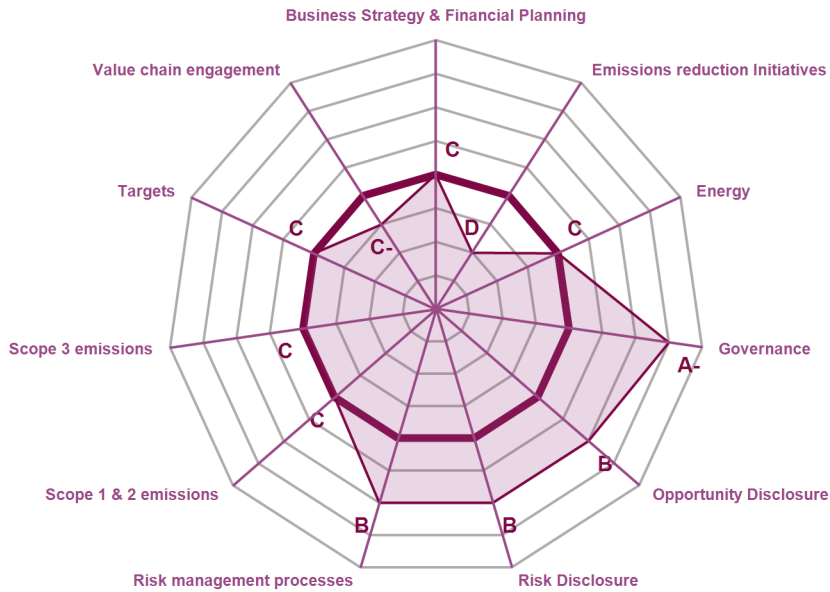 Business Strategy & Financial Planning
Value chain engagement
Emissions reduction Initiatives
C
Targets
Energy
C
D
C
C-
Scope 3 emissions
C
Governance
A-
C
B
Scope 1 & 2 emissions
Opportunity Disclosure
B
B
Risk management processes
Risk Disclosure